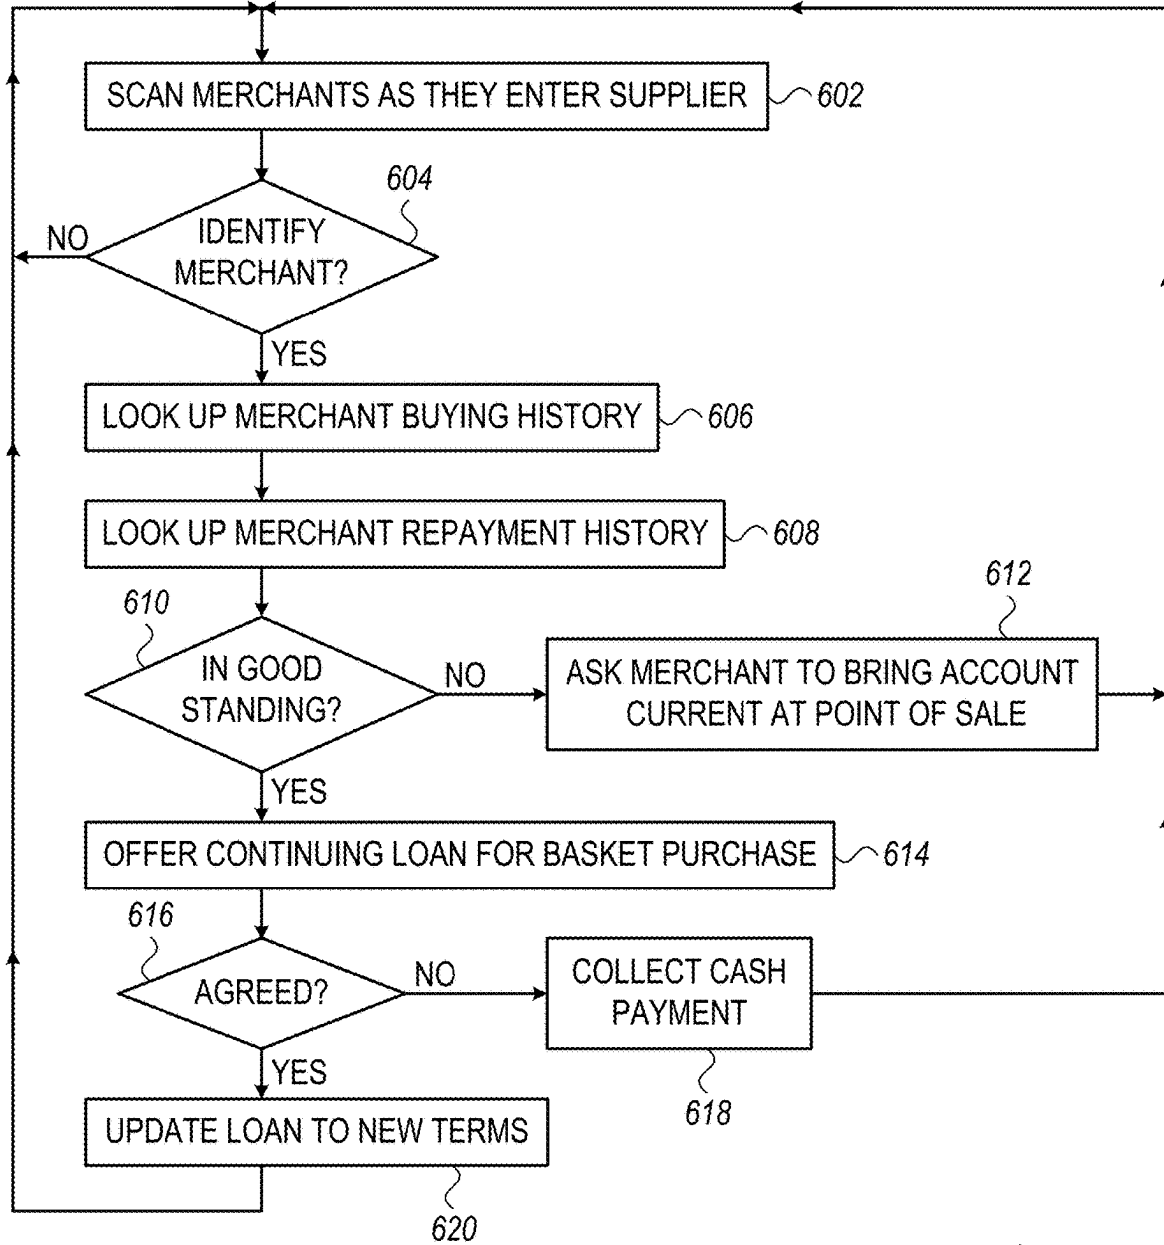 SCAN MERCHANTS AS THEY ENTER SUPPLIER
602
604
IDENTIFY
MERCHANT?
NO
YES
LOOK UP MERCHANT BUYING HISTORY
606
LOOK UP MERCHANT REPAYMENT HISTORY
608
610
IN GOOD
STANDING?
NO
612
ASK MERCHANT TO BRING ACCOUNT
CURRENT AT POINT OF SALE
YES
OFFER CONTINUING LOAN FOR BASKET PURCHASE
614
616
AGREED?
NO
COLLECT CASH
PAYMENT
618
YES
UPDATE LOAN TO NEW TERMS
620